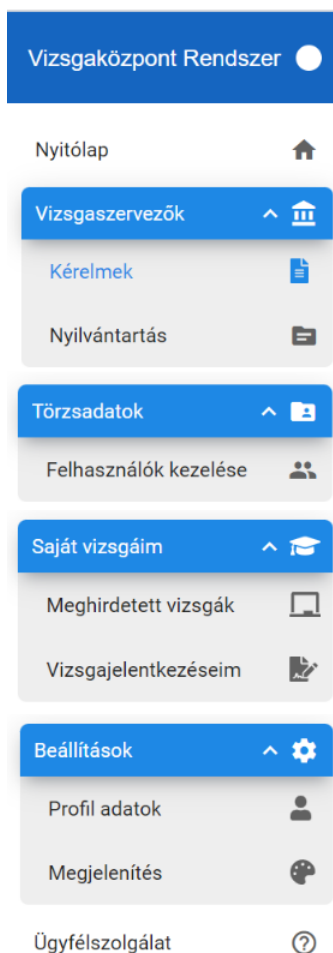 Vizsgaközpont Rendszer
Nyitólap
Vizsgaszervezők
Kérelmek
Nyilvántartás
Törzsadatok
Felhasználók kezelése
Saját vizsgáim
Meghirdetett vizsgák
Vizsgajelentkezéseim
Beállítások
Profil adatok
Megjelenítés
Ügyfélszolgálat